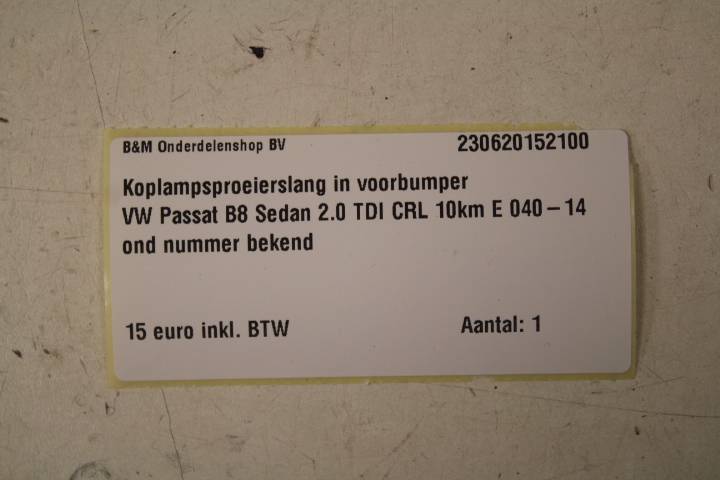 B&M Onderdelenshop BV 230620152100
Koplampsproeierslang in voorbumper
VW Passat B8 Sedan 2.0 TDI CRL 10km E 040-14
ond nummer bekend
15 euro inkl. BTW Aantal: 1